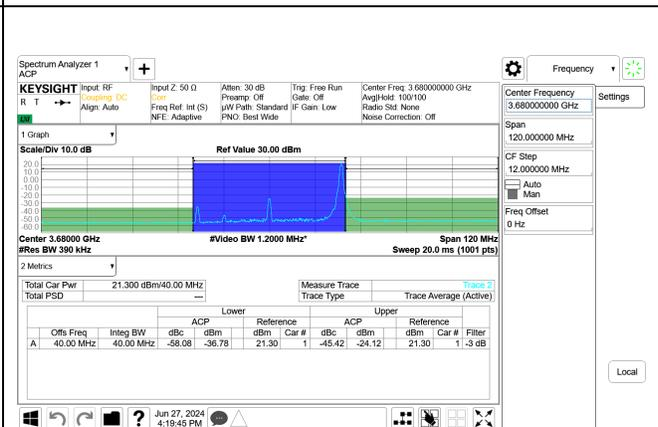 Spectrum Analyzer 1
ACP
Frequency
KEYSIGHT
R T
LXI
Input: RF
Coupling: DC
Align: Auto
Input Z: 50 Ω
Corr
Freq Ref: Int (S)
NFE: Adaptive
Atten: 30 dB
Preamp: Off
µW Path: Standard
PNO: Best Wide
Trig: Free Run
Gate: Off
IF Gain: Low
Center Freq: 3.680000000 GHz
Avg|Hold: 100/100
Radio Std: None
Noise Correction: Off
Center Frequency
3.680000000 GHz
Settings
Span
120.000000 MHz
CF Step
12.000000 MHz
Auto
Man
Freq Offset
0 Hz
Local
1 Graph
Scale/Div 10.0 dB
Ref Value 30.00 dBm
20.0
10.0
0.00
-10.0
-20.0
-30.0
-40.0
-50.0
-60.0
Center 3.68000 GHz
#Video BW 1.2000 MHz*
Span 120 MHz
#Res BW 390 kHz
Sweep 20.0 ms (1001 pts)
2 Metrics
Total Car Pwr 21.300 dBm/40.00 MHz
Total PSD ---
Measure Trace Trace 2
Trace Type Trace Average (Active)
Lower Upper
ACP Reference ACP Reference
Offs Freq Integ BW dBc dBm dBm Car # dBc dBm dBm Car # Filter
A 40.00 MHz 40.00 MHz -58.08 -36.78 21.30 1 -45.42 -24.12 21.30 1 -3 dB
?
Jun 27, 2024
4:19:45 PM